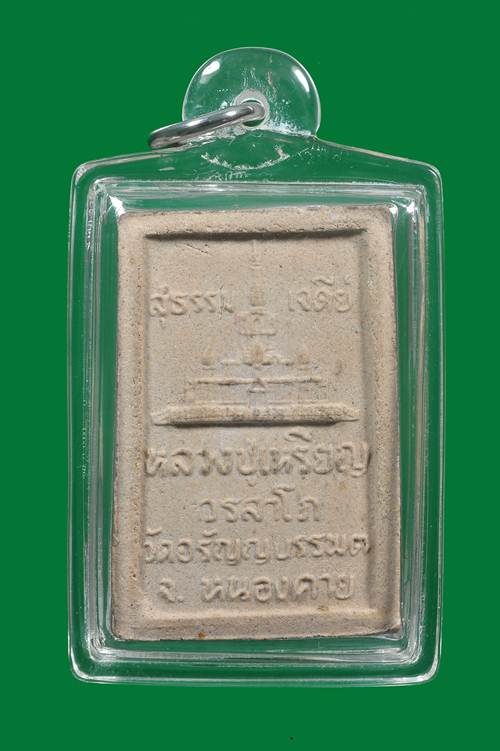 สุธรรมเจดีย์
หลวงปู่เหรียญ
วรลาโภ
วัดอรัญญบรรพต
จ. หนองคาย